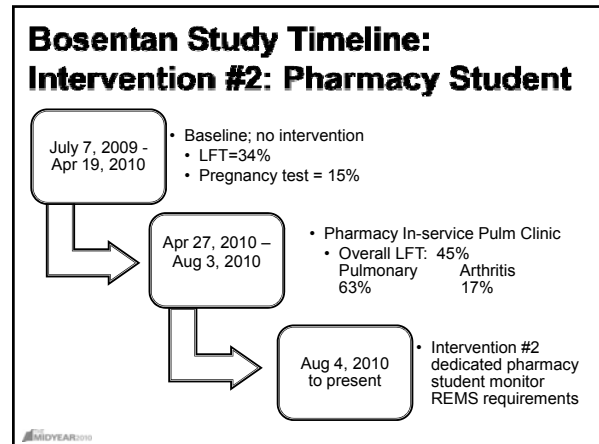 Bosentan Study Timeline:
Intervention #2: Pharmacy Student
July 7, 2009 -
Apr 19, 2010
• Baseline; no intervention
• LFT=34%
• Pregnancy test = 15%
Apr 27, 2010 –
Aug 3, 2010
• Pharmacy In-service Pulm Clinic
• Overall LFT: 45%
Pulmonary Arthritis
63% 17%
Aug 4, 2010
to present
• Intervention #2
dedicated pharmacy
student monitor
REMS requirements
MIDYEAR2010